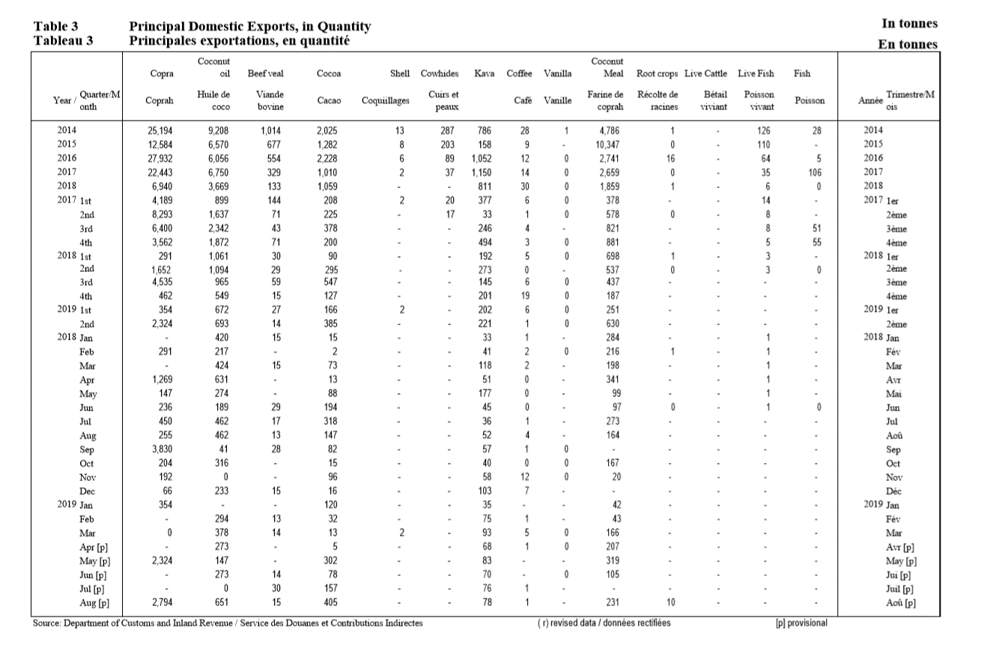 Table 3 Principal Domestic Exports, in Quantity In tonnes
Tableau 3 Principales exportations, en quantité En tonnes
Coconut Coconut
Copra oil Beef veal Cocoa Shell Cowhides Kava Coffee Vanilla Meal Root crops Live Cattle Live Fish Fish
Year / Quarter/M Coprah Huile de Viande Cacao Coquillages Cuirs et Café Vanille Farine de Récolte de Bétail Poisson Poisson Année Trimestre/M
onth coco bovine peaux coprah racines viviant vivant ois
2014 25,194 9,208 1,014 2,025 13 287 786 28 1 4,786 1 - 126 28 2014
2015 12,584 6,570 677 1,282 8 203 158 9 - 10,347 0 - 110 - 2015
2016 27,932 6,056 554 2,228 6 89 1,052 12 0 2,741 16 - 64 5 2016
2017 22,443 6,750 329 1,010 2 37 1,150 14 0 2,659 0 - 35 106 2017
2018 6,940 3,669 133 1,059 - - 811 30 0 1,859 1 - 6 0 2018
2017 1st 4,189 899 144 208 2 20 377 6 0 378 - - 14 - 2017 1er
2nd 8,293 1,637 71 225 - 17 33 1 0 578 0 - 8 - 2ème
3rd 6,400 2,342 43 378 - - 246 4 - 821 - - 8 51 3ème
4th 3,562 1,872 71 200 - - 494 3 0 881 - - 5 55 4ème
2018 1st 291 1,061 30 90 - - 192 5 0 698 1 - 3 - 2018 1er
2nd 1,652 1,094 29 295 - - 273 0 - 537 0 - 3 0 2ème
3rd 4,535 965 59 547 - - 145 6 0 437 - - - - 3ème
4th 462 549 15 127 - - 201 19 0 187 - - - - 4ème
2019 1st 354 672 27 166 2 - 202 6 0 251 - - - - 2019 1er
2nd 2,324 693 14 385 - - 221 1 0 630 - - - - 2ème
2018 Jan - 420 15 15 - - 33 1 - 284 - - 1 - 2018 Jan
Feb 291 217 - 2 - - 41 2 0 216 1 - 1 - Fév
Mar - 424 15 73 - - 118 2 - 198 - - 1 - Mar
Apr 1,269 631 - 13 - - 51 0 - 341 - - 1 - Avr
May 147 274 - 88 - - 177 0 - 99 - - 1 - Mai
Jun 236 189 29 194 - - 45 0 - 97 0 - 1 0 Jun
Jul 450 462 17 318 - - 36 1 - 273 - - - - Jul
Aug 255 462 13 147 - - 52 4 - 164 - - - - Aoû
Sep 3,830 41 28 82 - - 57 1 0 - - - - - Sep
Oct 204 316 - 15 - - 40 0 0 167 - - - - Oct
Nov 192 0 - 96 - - 58 12 0 20 - - - - Nov
Dec 66 233 15 16 - - 103 7 - - - - - - Déc
2019 Jan 354 - - 120 - - 35 - - 42 - - - - 2019 Jan
Feb - 294 13 32 - - 75 1 - 43 - - - - Fév
Mar 0 378 14 13 2 - 93 5 0 166 - - - - Mar
Apr [p] - 273 - 5 - - 68 1 0 207 - - - - Avr [p]
May [p] 2,324 147 - 302 - - 83 - - 319 - - - - May [p]
Jun [p] - 273 14 78 - - 70 - 0 105 - - - - Jui [p]
Jul [p] - 0 30 157 - - 76 1 - - - - - - Juil [p]
Aug [p] 2,794 651 15 405 - - 78 1 - 231 10 - - - Aoû [p]
Source: Department of Customs and Inland Revenue / Service des Douanes et Contributions Indirectes ( r) revised data / données rectifiées [p] provisional